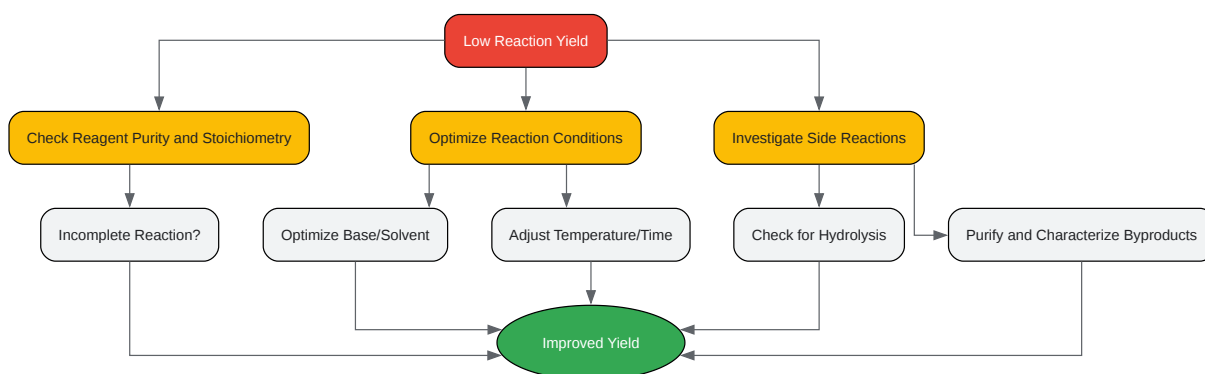 Low Reaction Yield
Check Reagent Purity and Stoichiometry
Optimize Reaction Conditions
Investigate Side Reactions
Incomplete Reaction?
Optimize Base/Solvent
Adjust Temperature/Time
Check for Hydrolysis
Purify and Characterize Byproducts
Improved Yield